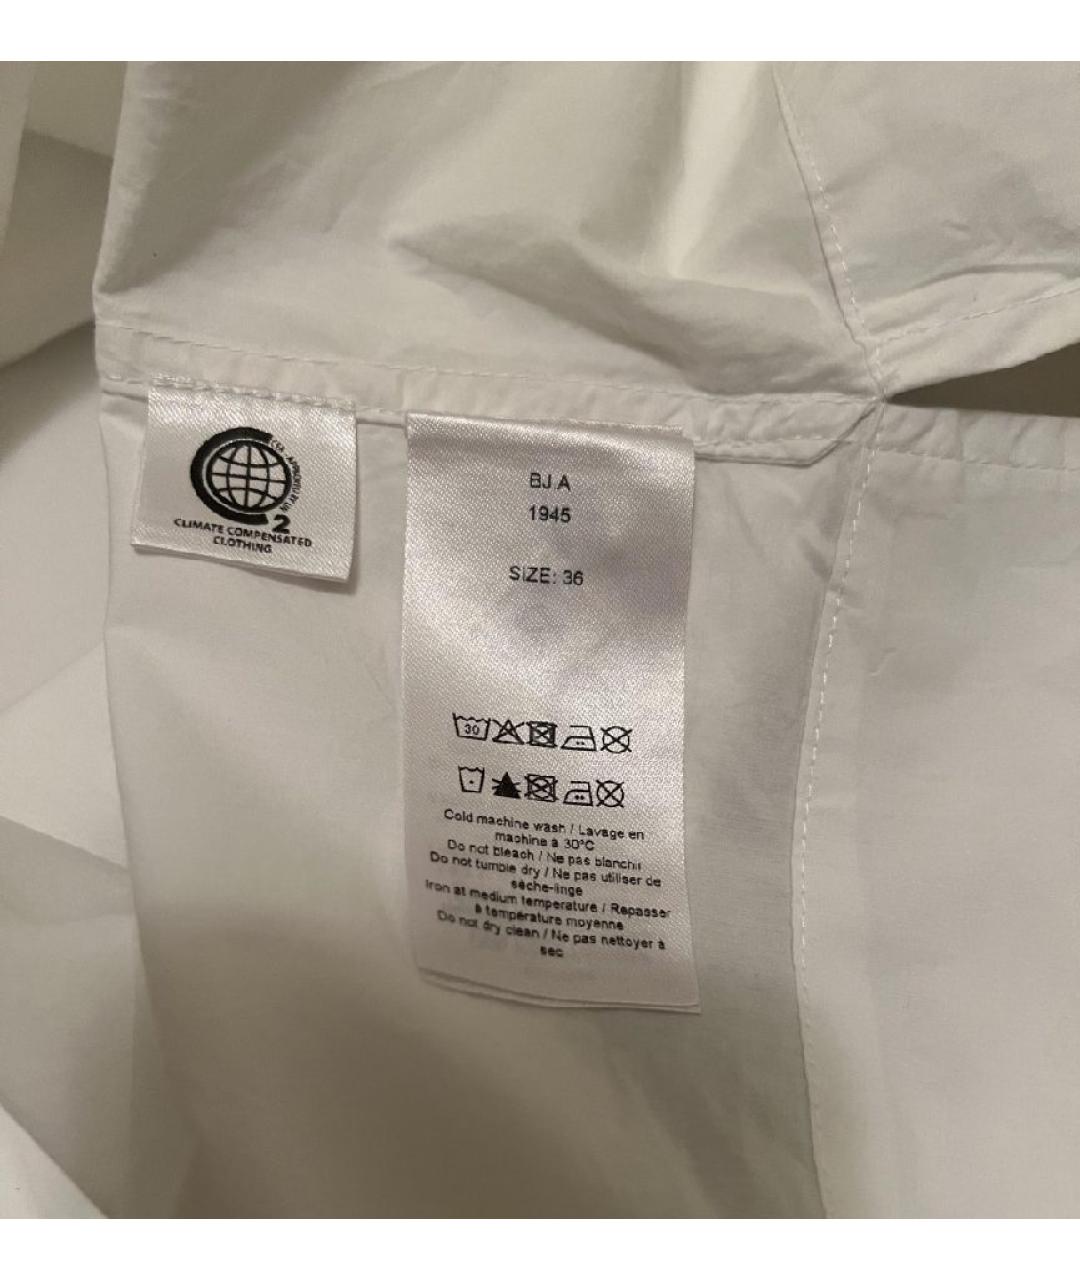 2
CLIMATE COMPENSATED
CLOTHING
BJ A
1945
SIZE: 36
30
Cold machine wash / Lavage en
machine à 30°C
Do not bleach / Ne pas blanchir
Do not tumble dry / Ne pas utiliser de
sèche-linge
Iron at medium temperature / Repasser
à température moyenne
Do not dry clean / Ne pas nettoyer à
sec